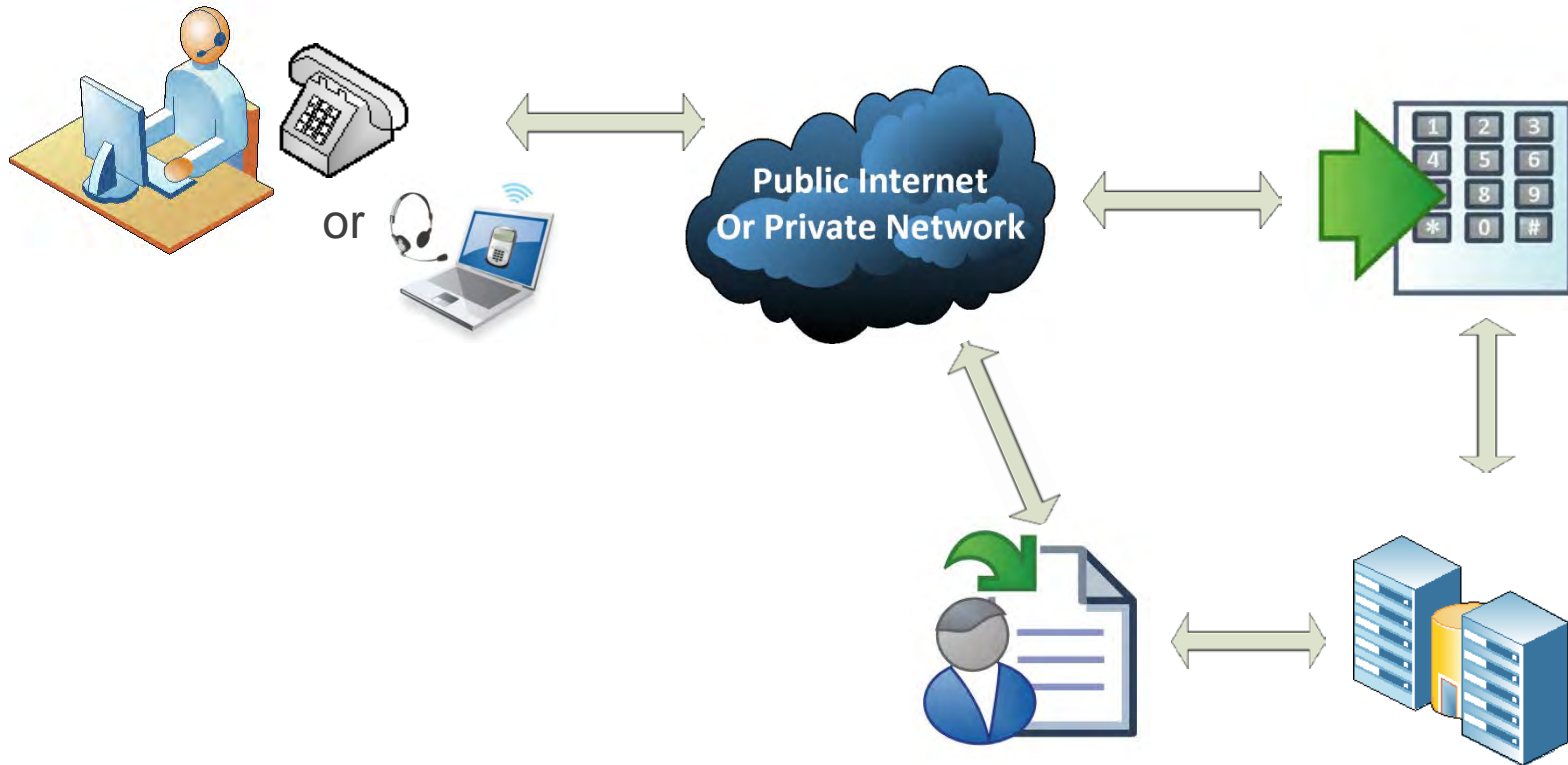 or
Public Internet
Or Private Network
1 2 3
4 5 6
8 9
* 0 #